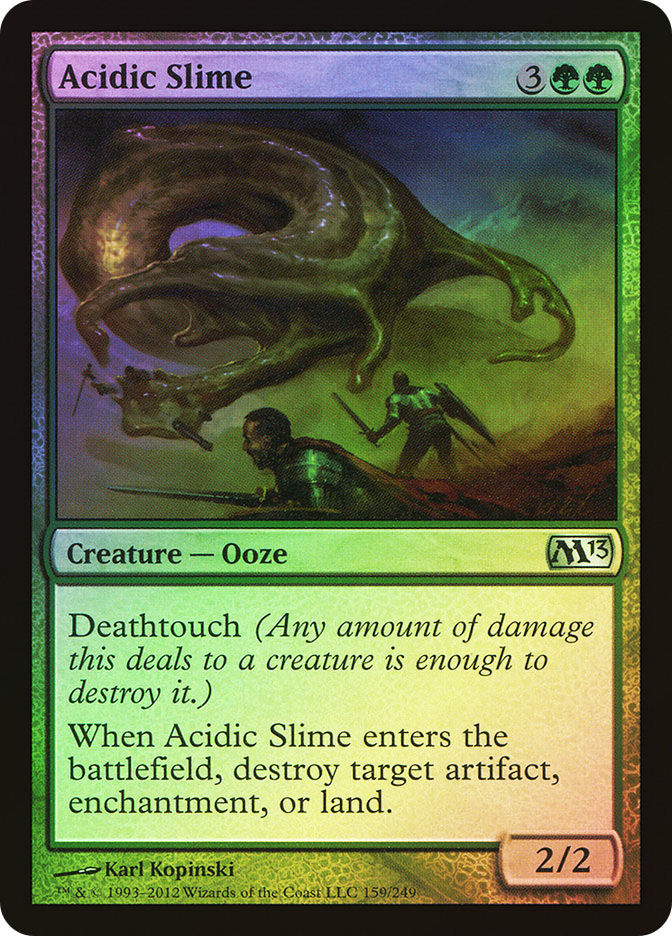 Acidic Slime 3
Creature — Ooze M13
Deathtouch (Any amount of damage
this deals to a creature is enough to
destroy it.)
When Acidic Slime enters the
battlefield, destroy target artifact,
enchantment, or land.
2/2
Karl Kopinski
™ & © 1993–2012 Wizards of the Coast LLC 159/249